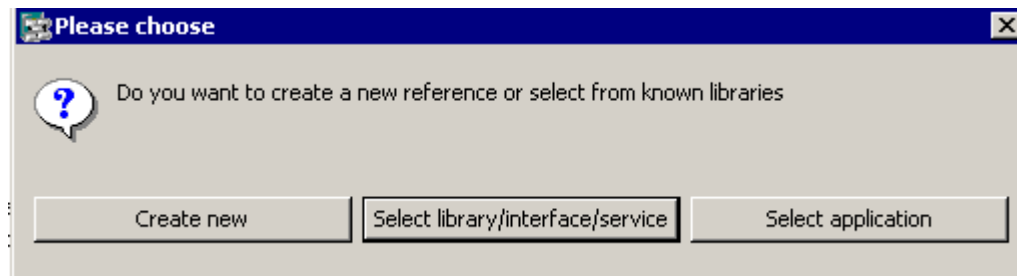 Please choose
Do you want to create a new reference or select from known libraries
Create new
Select library/interface/service
Select application